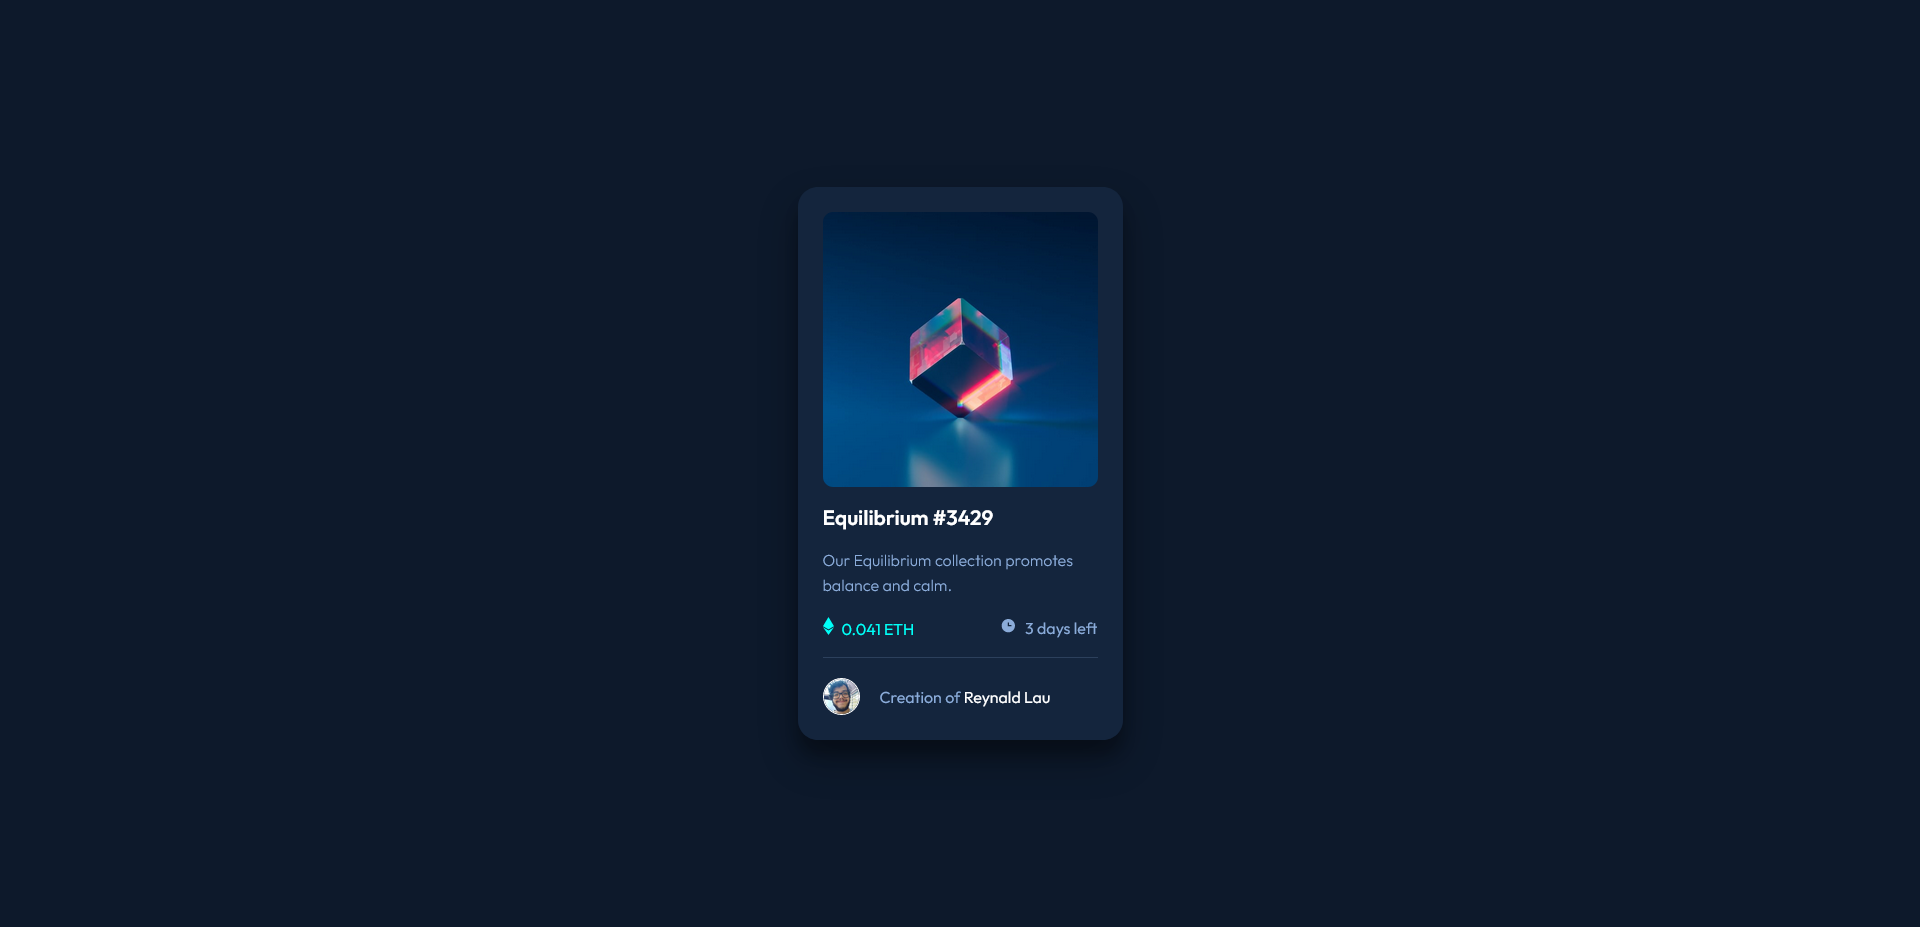 Equilibrium #3429
Our Equilibrium collection promotes
balance and calm.
0.041 ETH
3 days left
Creation of Reynald Lau